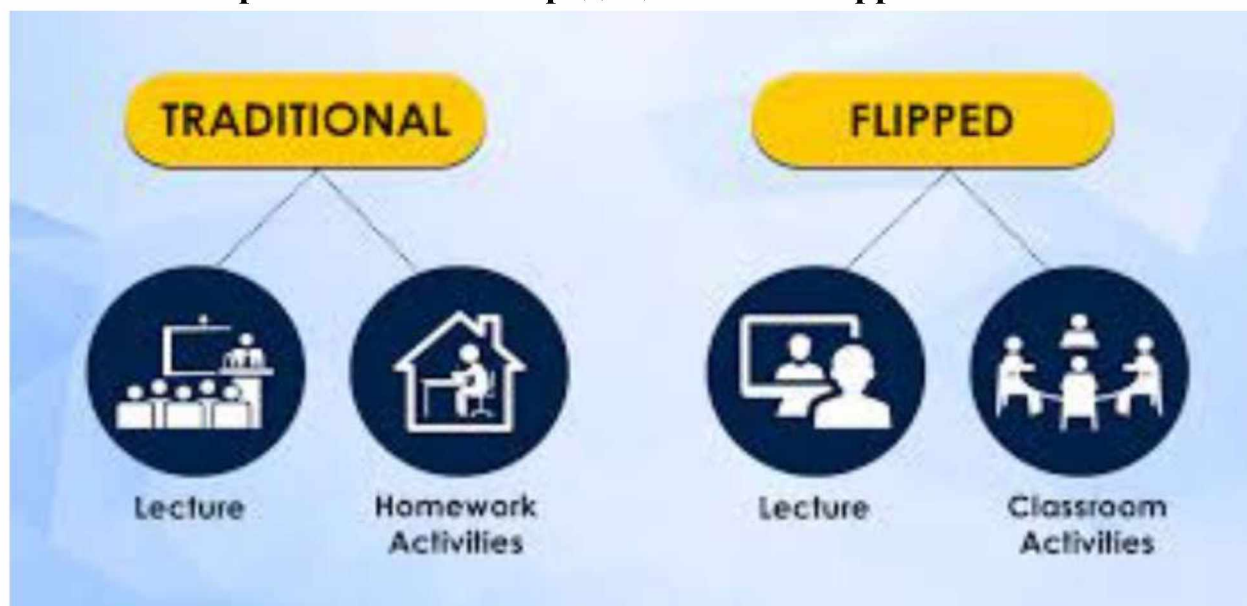 TRADITIONAL
FLIPPED
Lecture
Homework
Activities
Lecture
Classroom
Activities